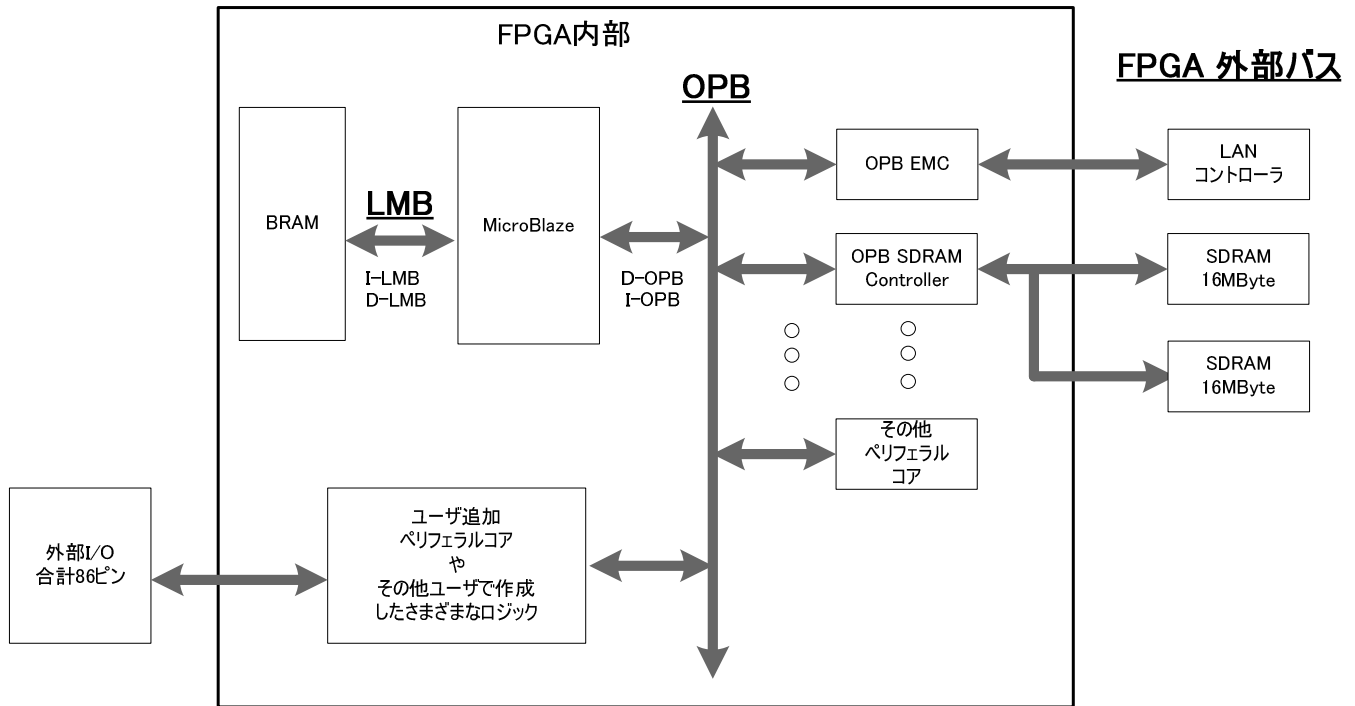 FPGA内部
FPGA 外部バス
OPB
BRAM
LMB
I-LMB
D-LMB
MicroBlaze
D-OPB
I-OPB
OPB EMC
LAN
コントローラ
OPB SDRAM
Controller
SDRAM
16MByte
SDRAM
16MByte
その他
ペリフェラル
コア
外部I/O
合計86ピン
ユーザ追加
ペリフェラルコア
や
その他ユーザで作成
したさまざまなロジック